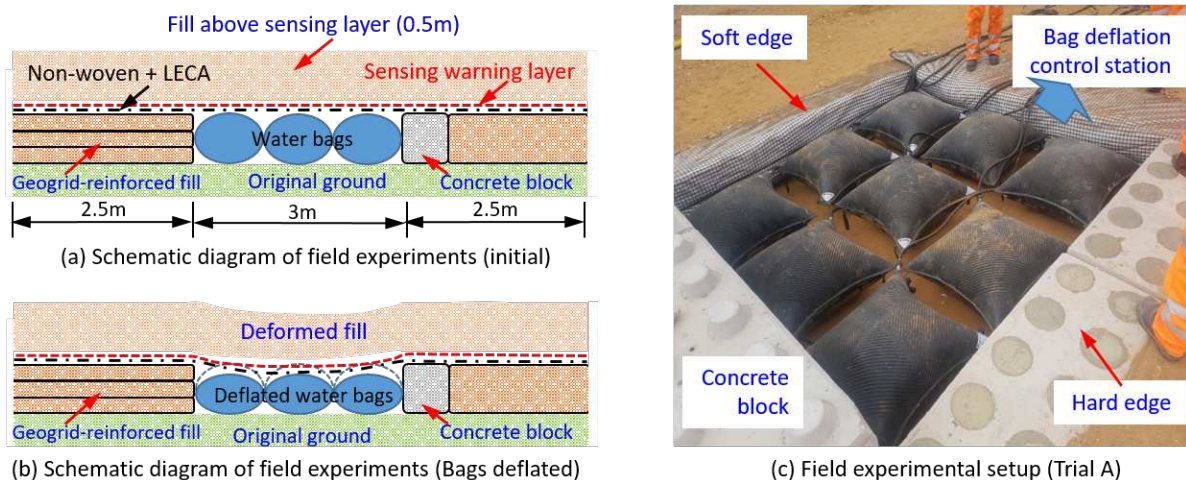 Fill above sensing layer (0.5m)
Non-woven + LECA
Sensing warning layer
Water bags
Geogrid-reinforced fill
Original ground
Concrete block
2.5m
3m
2.5m
(a) Schematic diagram of field experiments (initial)
Deformed fill
Deflated water bags
Geogrid-reinforced fill
Original ground
Concrete block
(b) Schematic diagram of field experiments (Bags deflated)
Soft edge
Bag deflation
control station
Concrete
block
Hard edge
(c) Field experimental setup (Trial A)